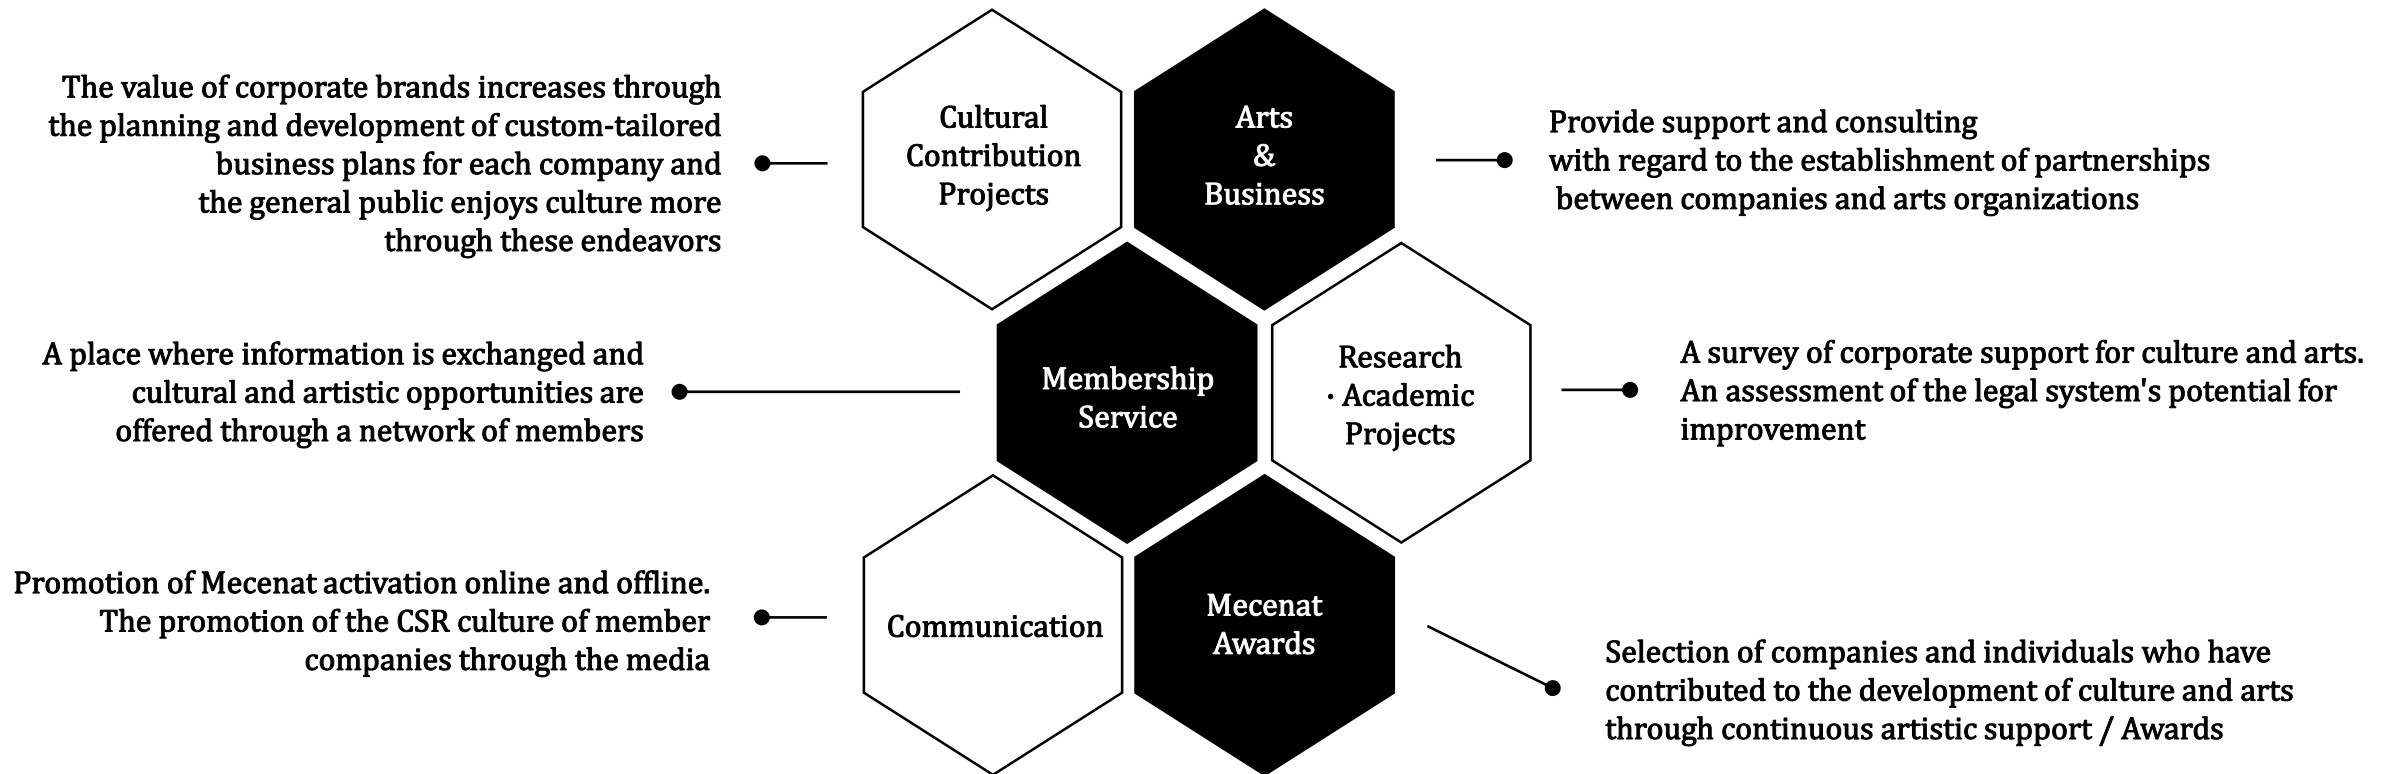 The value of corporate brands increases through
the planning and development of custom-tailored
business plans for each company and
the general public enjoys culture more
through these endeavors
Cultural
Contribution
Projects
Arts
&
Business
Provide support and consulting
with regard to the establishment of partnerships
between companies and arts organizations
A place where information is exchanged and
cultural and artistic opportunities are
offered through a network of members
Membership
Service
Research
· Academic
Projects
A survey of corporate support for culture and arts.
An assessment of the legal system's potential for
improvement
Promotion of Mecenat activation online and offline.
The promotion of the CSR culture of member
companies through the media
Communication
Mecenat
Awards
Selection of companies and individuals who have
contributed to the development of culture and arts
through continuous artistic support / Awards